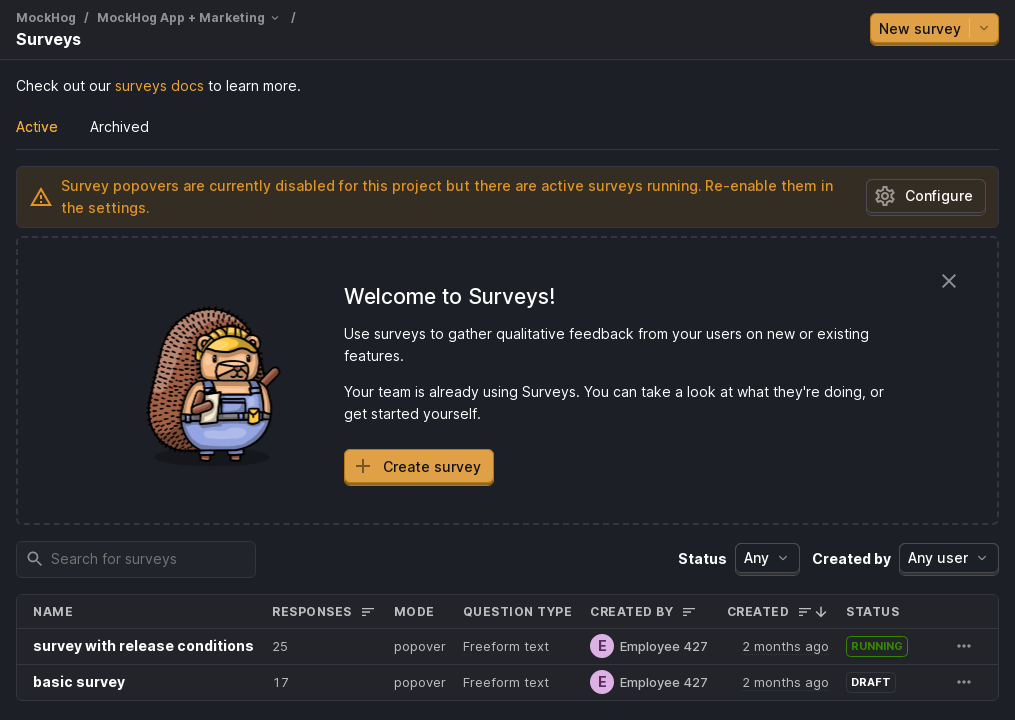 MockHog / MockHog App + Marketing /
Surveys
New survey
Check out our surveys docs to learn more.
Active Archived
Survey popovers are currently disabled for this project but there are active surveys running. Re-enable them in
the settings.
Configure
Welcome to Surveys!
Use surveys to gather qualitative feedback from your users on new or existing
features.
Your team is already using Surveys. You can take a look at what they're doing, or
get started yourself.
Create survey
Search for surveys Status Any Created by Any user
NAME RESPONSES MODE QUESTION TYPE CREATED BY CREATED STATUS
survey with release conditions 25 popover Freeform text E Employee 427 2 months ago RUNNING
basic survey 17 popover Freeform text E Employee 427 2 months ago DRAFT